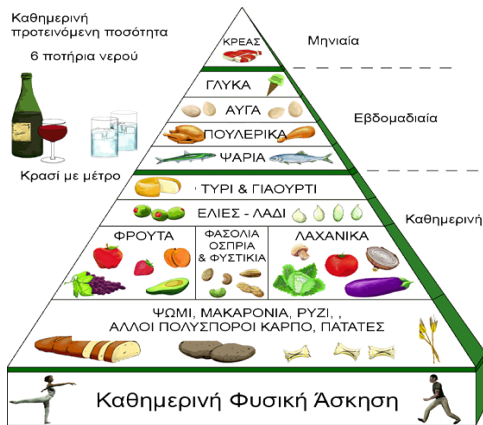 Καθημερινή
προτεινόμενη ποσότητα
6 ποτήρια νερού
Κρασί με μέτρο
ΚΡΕΑΣ
Μηνιαία
ΓΛΥΚΑ
ΑΥΓΑ
Εβδομαδιαία
ΠΟΥΛΕΡΙΚΑ
ΨΑΡΙΑ
ΤΥΡΙ & ΓΙΑΟΥΡΤΙ
ΕΛΙΕΣ - ΛΑΔΙ
Καθημερινή
ΦΡΟΥΤΑ
ΦΑΣΟΛΙΑ
ΟΣΠΡΙΑ
& ΦΥΣΤΙΚΙΑ
ΛΑΧΑΝΙΚΑ
ΨΩΜΙ, ΜΑΚΑΡΟΝΙΑ, ΡΥΖΙ, ,
ΑΛΛΟΙ ΠΟΛΥΣΠΟΡΟΙ ΚΑΡΠΟ, ΠΑΤΑΤΕΣ
Καθημερινή Φυσική Άσκηση